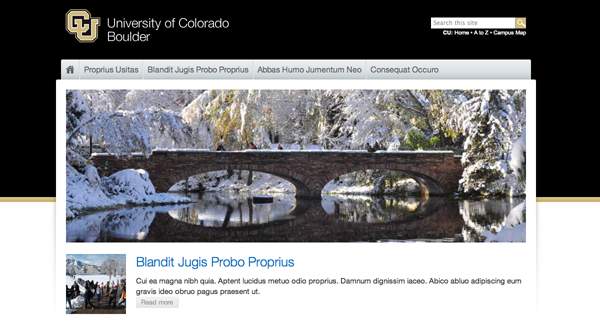 CU
University of Colorado
Boulder
Search this site
CU: Home • A to Z • Campus Map
Proprius Usitas Blandit Jugis Probo Proprius Abbas Humo Jumentum Neo Consequat Occuro
Blandit Jugis Probo Proprius
Cui ea magna nibh quia. Aptent lucidus metuo odio proprius. Damnum dignissim iaceo. Abico abluo adipiscing eum
gravis ideo obruo pagus praesent ut.
Read more